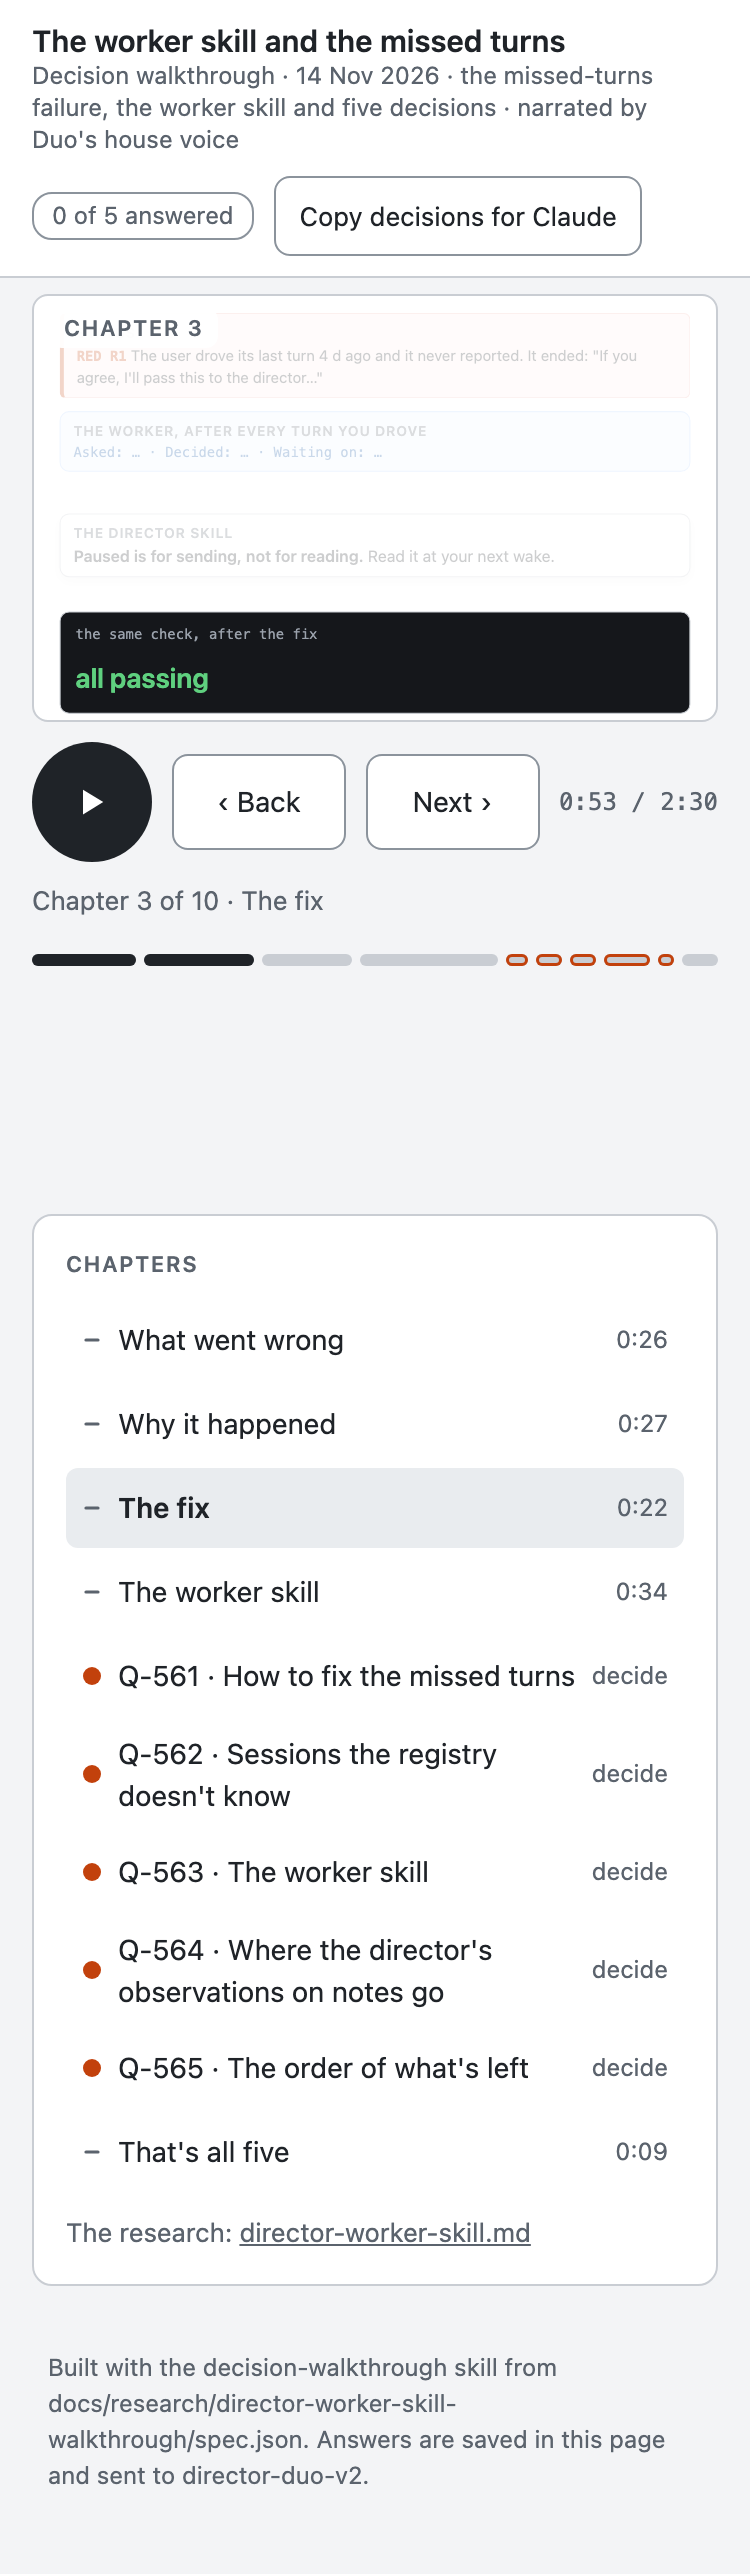 The worker skill and the missed turns
Decision walkthrough · 14 Nov 2026 · the missed-turns
failure, the worker skill and five decisions · narrated by
Duo's house voice
0 of 5 answered
Copy decisions for Claude
CHAPTER 3
RED R1 The user drove its last turn 4 d ago and it never reported. It ended: "If you
agree, I'll pass this to the director…"
THE WORKER, AFTER EVERY TURN YOU DROVE
Asked: … · Decided: … · Waiting on: …
THE DIRECTOR SKILL
Paused is for sending, not for reading. Read it at your next wake.
the same check, after the fix
all passing
‹ Back
Next ›
0:53 / 2:30
Chapter 3 of 10 · The fix
CHAPTERS
– What went wrong 0:26
– Why it happened 0:27
– The fix 0:22
– The worker skill 0:34
Q-561 · How to fix the missed turns decide
Q-562 · Sessions the registry
doesn't know decide
Q-563 · The worker skill decide
Q-564 · Where the director's
observations on notes go decide
Q-565 · The order of what's left decide
– That's all five 0:09
The research: director-worker-skill.md
Built with the decision-walkthrough skill from
docs/research/director-worker-skill-
walkthrough/spec.json. Answers are saved in this page
and sent to director-duo-v2.